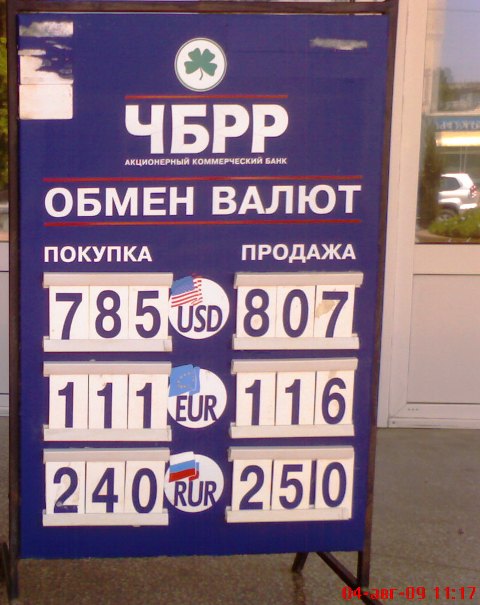 ЧБРР
АКЦИОНЕРНЫЙ КОММЕРЧЕСКИЙ БАНК
ОБМЕН ВАЛЮТ
ПОКУПКА ПРОДАЖА
785 USD 807
111 EUR 116
240 RUR 250
04-авг-09 11:17